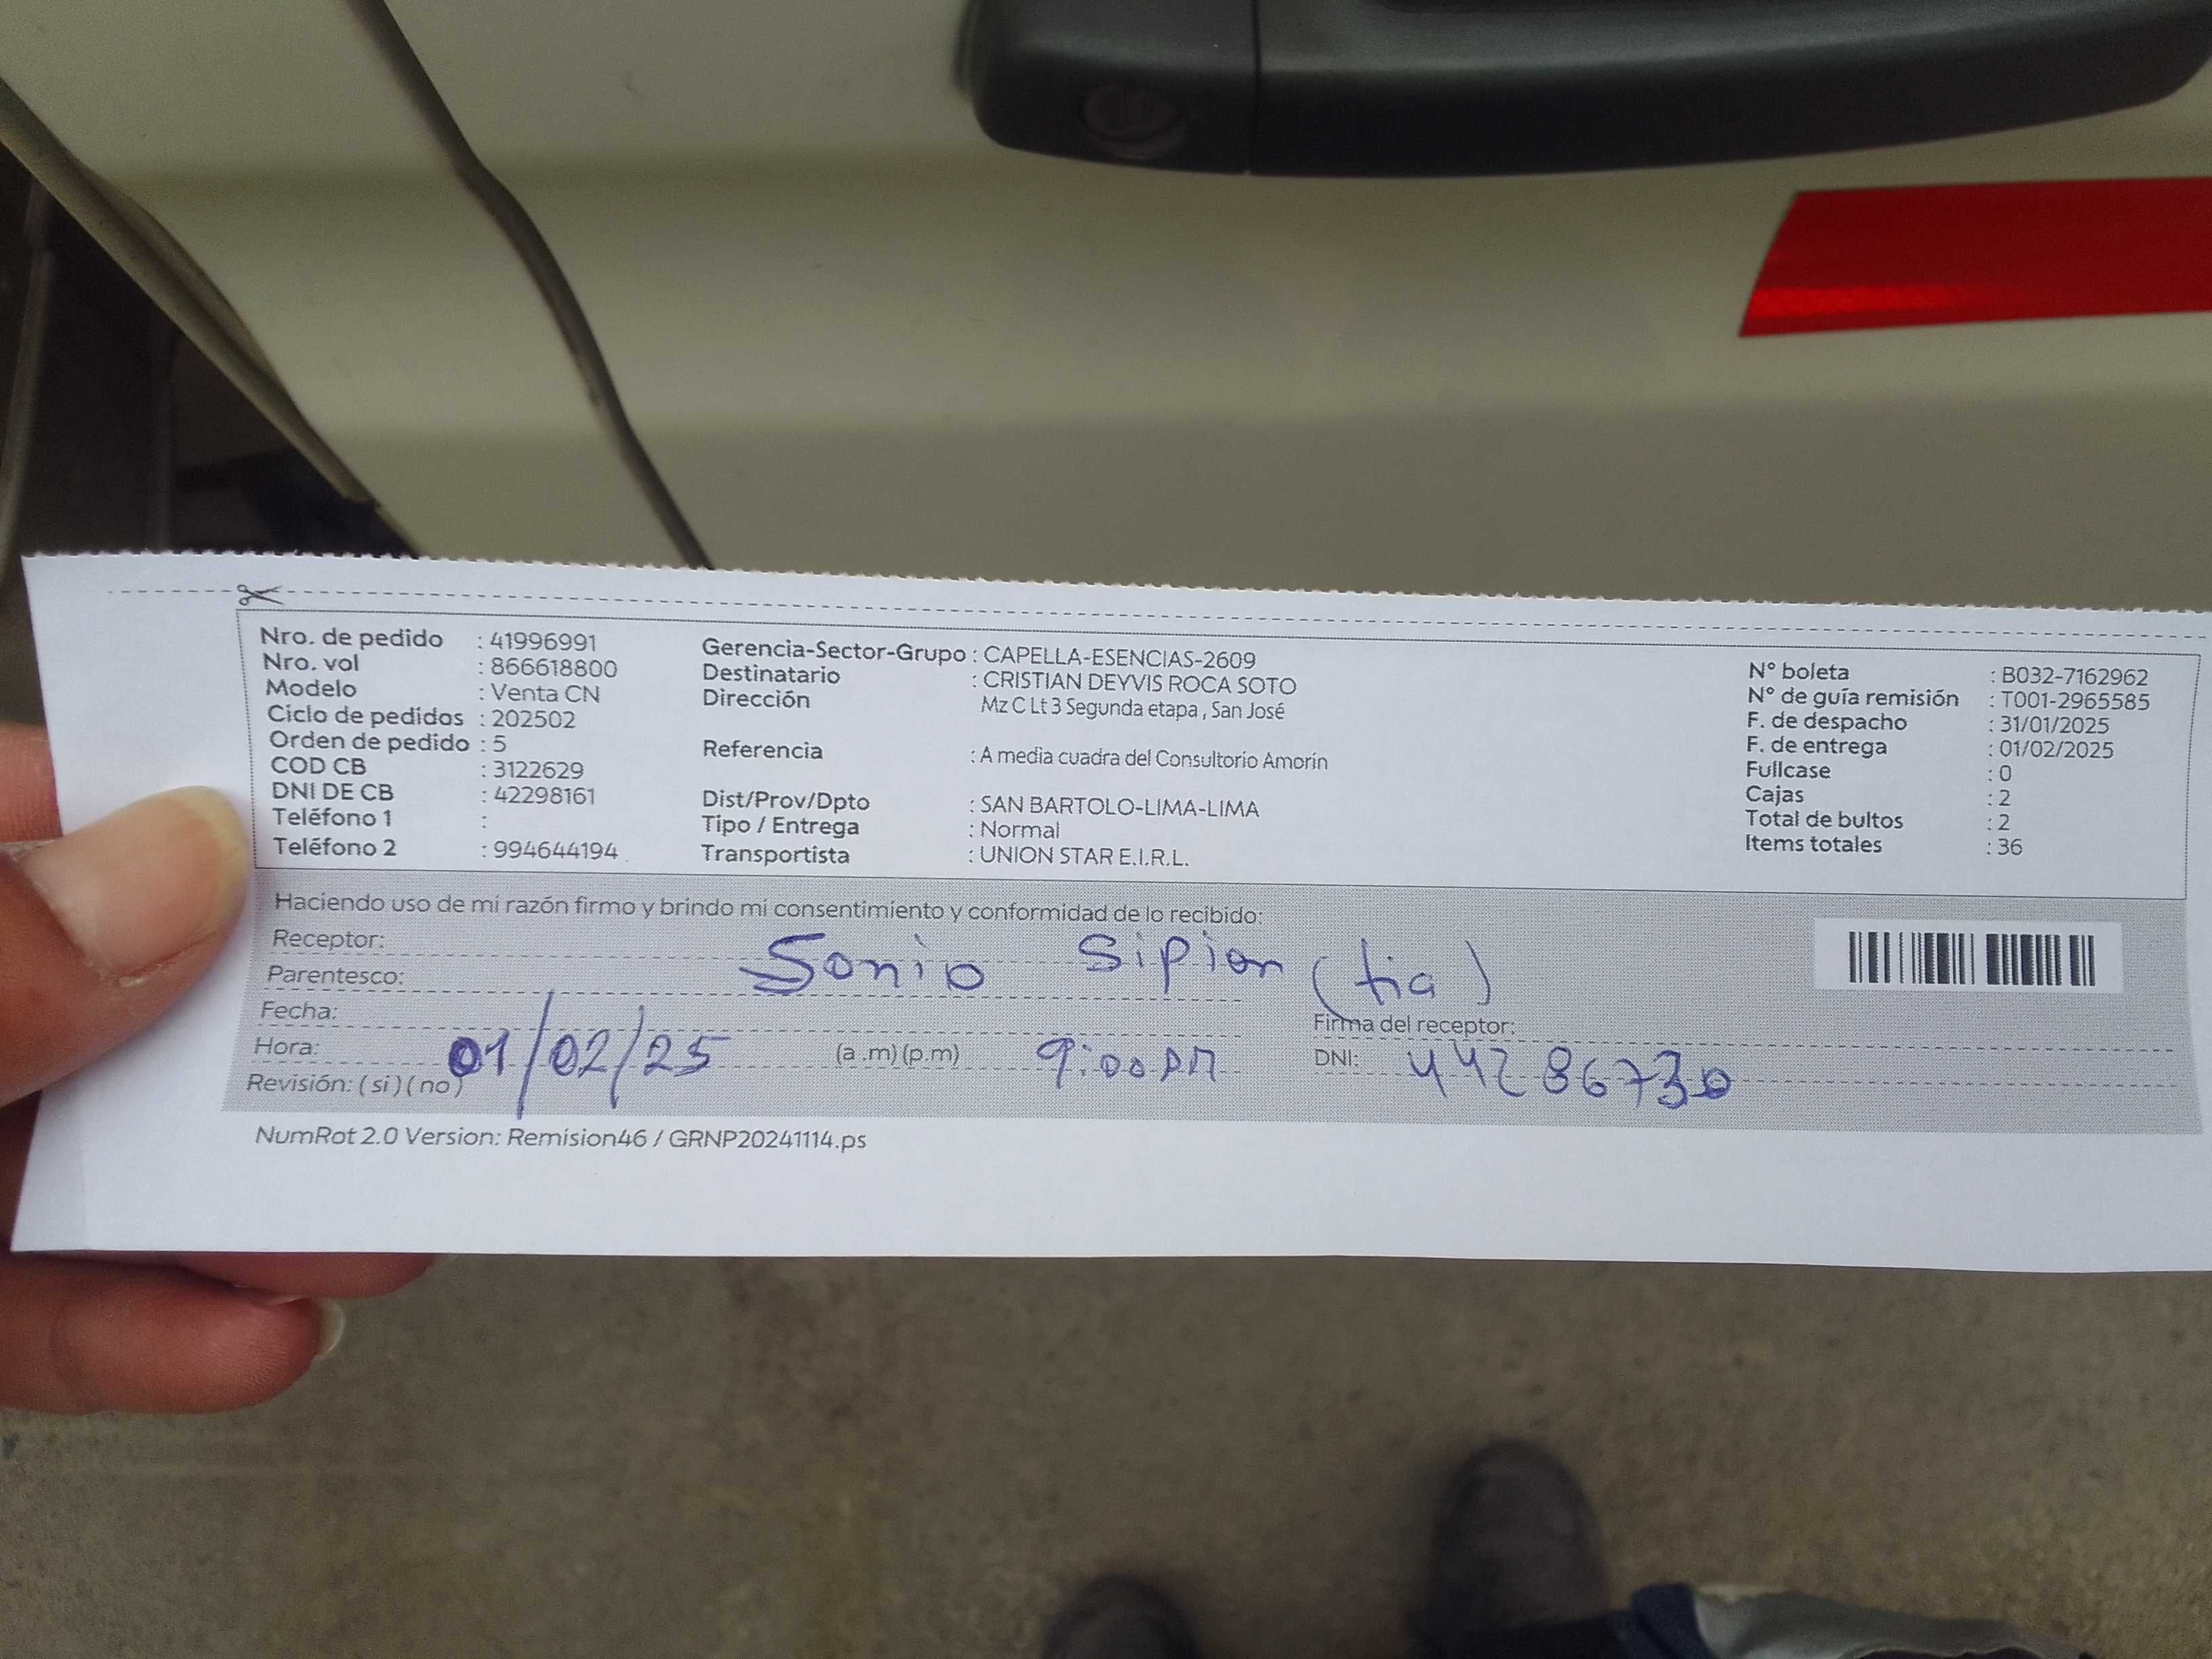 Nro. de pedido : 41996991
Nro. vol : 866618800
Modelo : Venta CN
Ciclo de pedidos : 202502
Orden de pedido : 5
COD CB : 3122629
DNI DE CB : 42298161
Teléfono 1 :
Teléfono 2 : 994644194
Gerencia-Sector-Grupo : CAPELLA-ESENCIAS-2609
Destinatario : CRISTIAN DEYVIS ROCA SOTO
Dirección Mz C Lt 3 Segunda etapa , San José
Referencia : A media cuadra del Consultorio Amorín
Dist/Prov/Dpto : SAN BARTOLO-LIMA-LIMA
Tipo / Entrega : Normal
Transportista : UNION STAR E.I.R.L.
N° boleta : B032-7162962
N° de guía remisión : T001-2965585
F. de despacho : 31/01/2025
F. de entrega : 01/02/2025
Fullcase : 0
Cajas : 2
Total de bultos : 2
Items totales : 36
Haciendo uso de mi razón firmo y brindo mi consentimiento y conformidad de lo recibido:
Receptor:
Sonia Sipion (tia)
Parentesco:
Fecha:
Firma del receptor:
Hora: 01/02/25 (a .m) (p.m) 9:00 DNI: 44286730
Revisión: ( si ) ( no )
NumRot 2.0 Version: Remision46 / GRNP20241114.ps